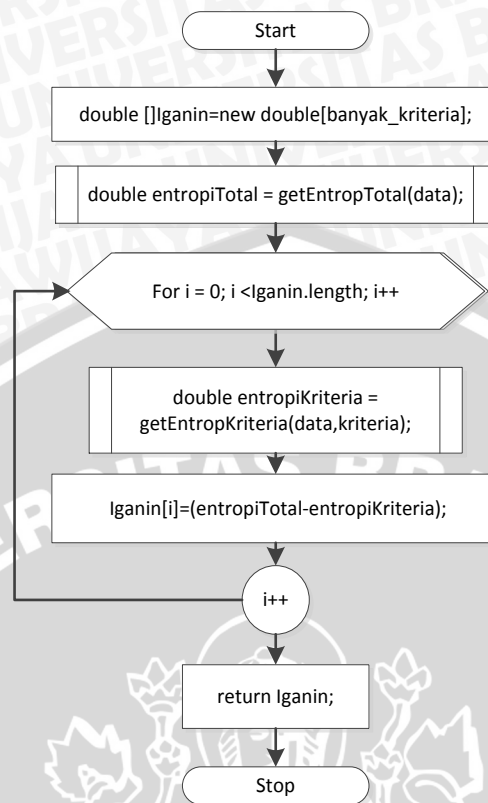 Start
double []Iganin=new double[banyak_kriteria];
double entropiTotal = getEntropTotal(data);
For i = 0; i <Iganin.length; i++
double entropiKriteria =
getEntropKriteria(data,kriteria);
Iganin[i]=(entropiTotal-entropiKriteria);
i++
return Iganin;
Stop